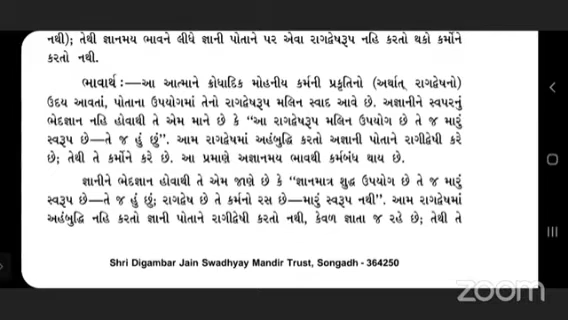 નથી); તેથી જ્ઞાનમય ભાવને લીધે જ્ઞાની પોતાને પર એવા રાગદ્વેષરૂપ નહિ કરતો થકો કર્મોને
કરતો નથી.
ભાવાર્થઃ—આ આત્માને ક્રોધાદિક મોહનીય કર્મની પ્રકૃતિનો (અર્થાત્ રાગદ્વેષનો)
ઉદય આવતાં, પોતાના ઉપયોગમાં તેનો રાગદ્વેષરૂપ મલિન સ્વાદ આવે છે. અજ્ઞાનીને સ્વપરનું
ભેદજ્ઞાન નહિ હોવાથી તે એમ માને છે કે “આ રાગદ્વેષરૂપ મલિન ઉપયોગ છે તે જ મારું
સ્વરૂપ છે—તે જ હું છું”. આમ રાગદ્વેષમાં અહંબુદ્ધિ કરતો અજ્ઞાની પોતાને રાગીદ્વેષી કરે
છે; તેથી તે કર્મોને કરે છે. આ પ્રમાણે અજ્ઞાનમય ભાવથી કર્મબંધ થાય છે.
જ્ઞાનીને ભેદજ્ઞાન હોવાથી તે એમ જાણે છે કે “જ્ઞાનમાત્ર શુદ્ધ ઉપયોગ છે તે જ મારું
સ્વરૂપ છે—તે જ હું છું; રાગદ્વેષ છે તે કર્મનો રસ છે—મારું સ્વરૂપ નથી”. આમ રાગદ્વેષમાં
અહંબુદ્ધિ નહિ કરતો જ્ઞાની પોતાને રાગીદ્વેષી કરતો નથી, કેવળ જ્ઞાતા જ રહે છે; તેથી તે
Shri Digambar Jain Swadhyay Mandir Trust, Songadh - 364250
zoom